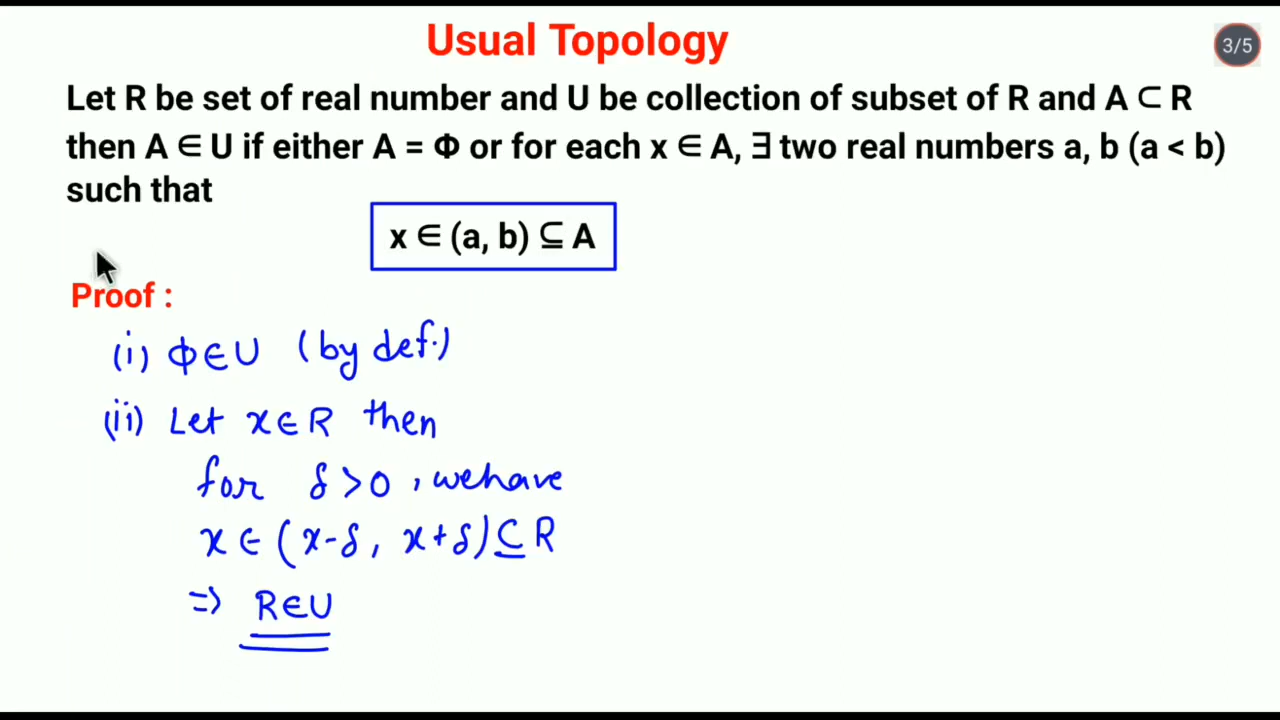 Usual Topology
3/5
Let R be set of real number and U be collection of subset of R and A ⊂ R
then A ∈ U if either A = Φ or for each x ∈ A, ∃ two real numbers a, b (a < b)
such that
x ∈ (a, b) ⊆ A
Proof :
(i) Φ∈U (by def.)
(ii) Let x∈R then
for δ>0, we have
x ∈ (x-δ, x+δ)⊆R
=> R∈U